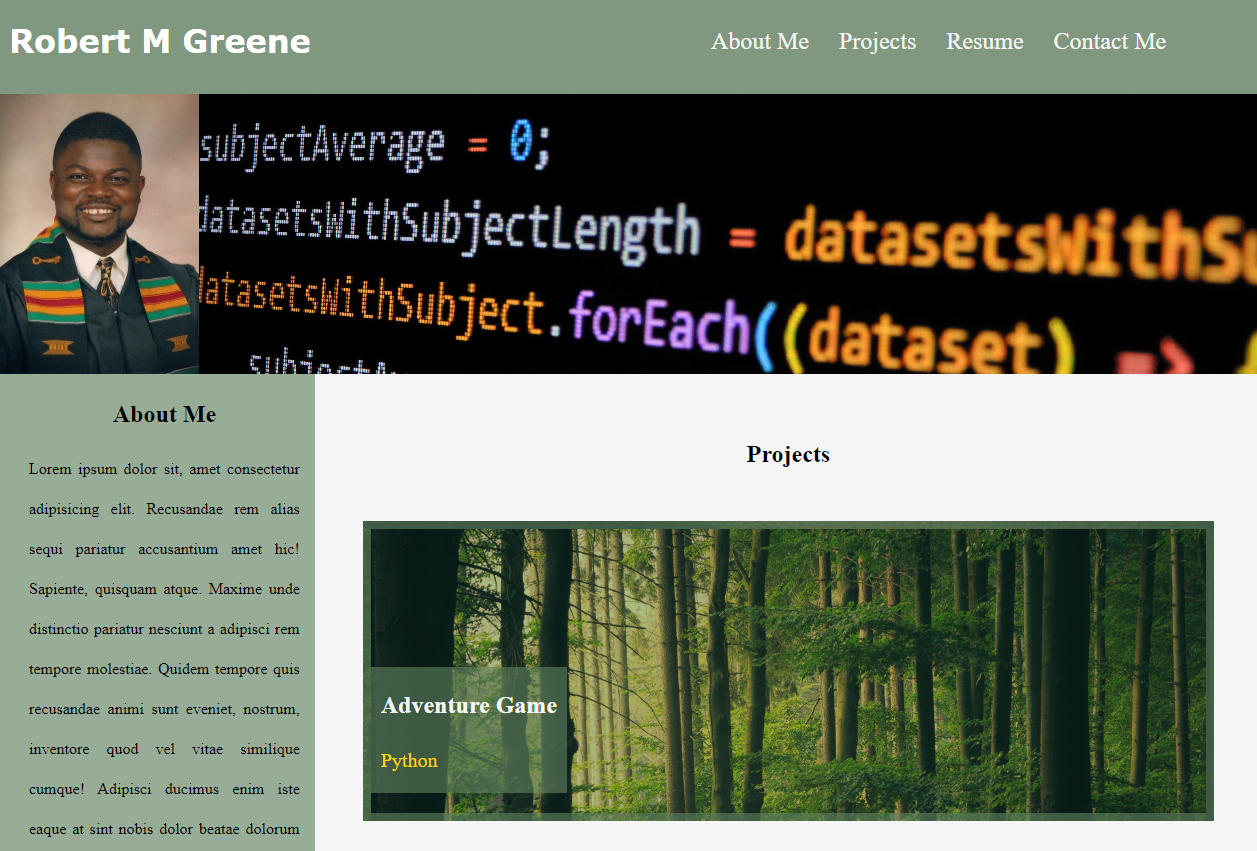 Robert M Greene
About Me Projects Resume Contact Me
subjectAverage = 0;
datasetsWithSubjectLength = datasetsWithSu
datasetsWithSubject.forEach((dataset) =>
About Me
Lorem ipsum dolor sit, amet consectetur
adipisicing elit. Recusandae rem alias
sequi pariatur accusantium amet hic!
Sapiente, quisquam atque. Maxime unde
distinctio pariatur nesciunt a adipisci rem
tempore molestiae. Quidem tempore quis
recusandae animi sunt eveniet, nostrum,
inventore quod vel vitae similique
cumque! Adipisci ducimus enim iste
eaque at sint nobis dolor beatae dolorum
Projects
Adventure Game
Python